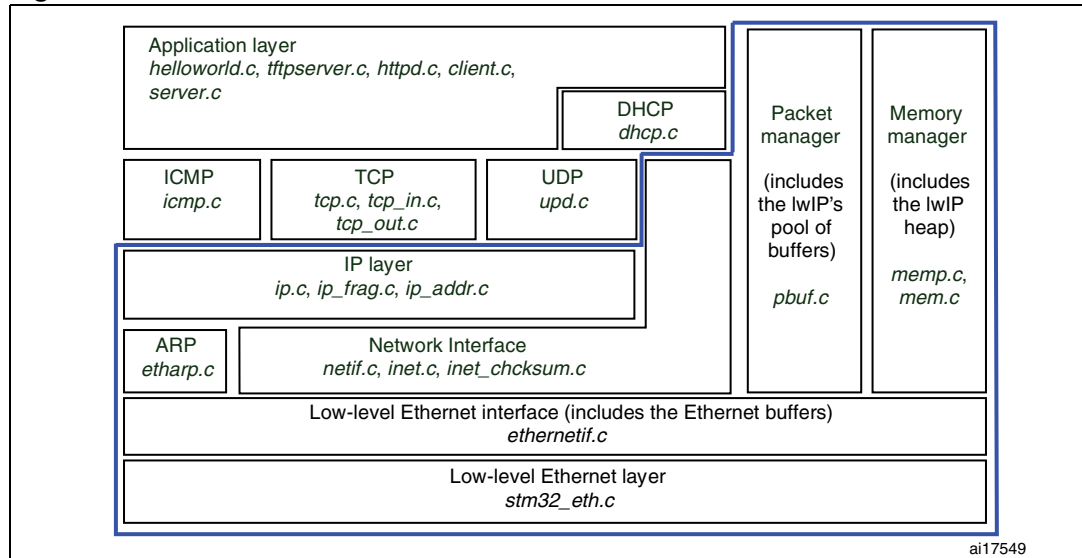 Application layer
helloworld.c, tftpserver.c, httpd.c, client.c,
server.c
DHCP
dhcp.c
Packet
manager
(includes
the lwIP's
pool of
buffers)
pbuf.c
Memory
manager
(includes
the lwIP
heap)
memp.c,
mem.c
ICMP
icmp.c
TCP
tcp.c, tcp_in.c,
tcp_out.c
UDP
upd.c
IP layer
ip.c, ip_frag.c, ip_addr.c
ARP
etharp.c
Network Interface
netif.c, inet.c, inet_chcksum.c
Low-level Ethernet interface (includes the Ethernet buffers)
ethernetif.c
Low-level Ethernet layer
stm32_eth.c
ai17549